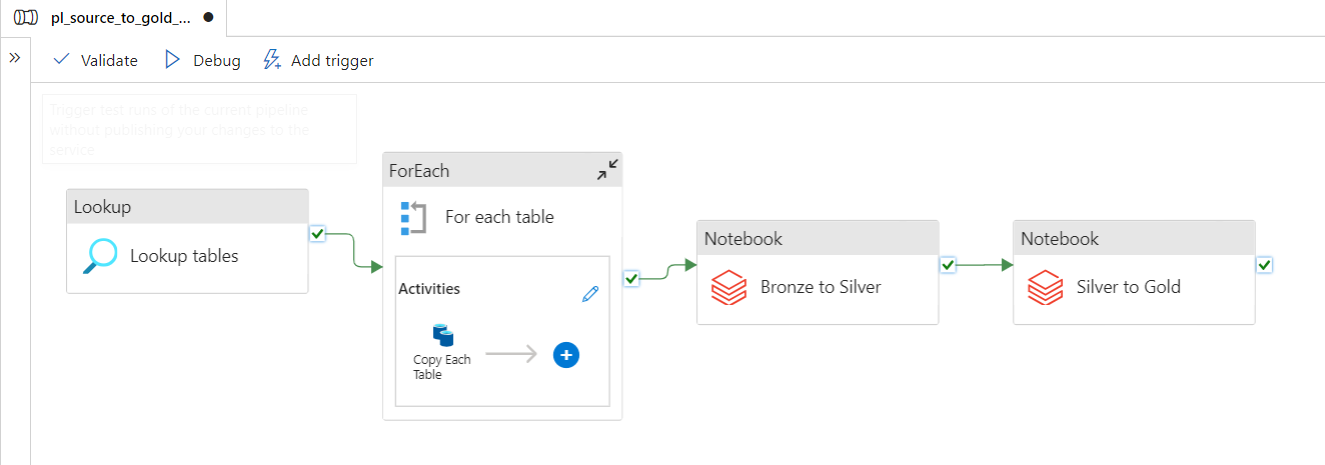 pl_source_to_gold_...
Validate
Debug
Add trigger
Trigger test runs of the current pipeline
without publishing your changes to the
service
Lookup
Lookup tables
ForEach
For each table
Activities
Copy Each
Table
Notebook
Bronze to Silver
Notebook
Silver to Gold